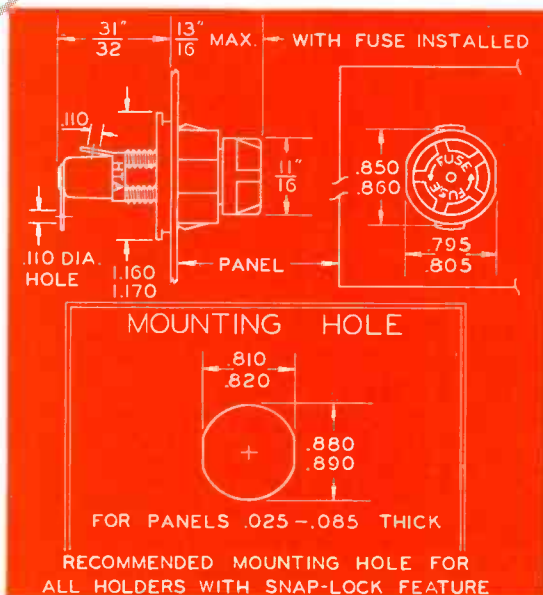 31" 13"
32 16 MAX. WITH FUSE INSTALLED
.110
HTA
11"
16
.850
.860
FUSE
FUSE
.795
.805
.110 DIA.
HOLE
1.160
1.170
PANEL
MOUNTING HOLE
.810
.820
.880
.890
FOR PANELS .025-.085 THICK
RECOMMENDED MOUNTING HOLE FOR
ALL HOLDERS WITH SNAP-LOCK FEATURE